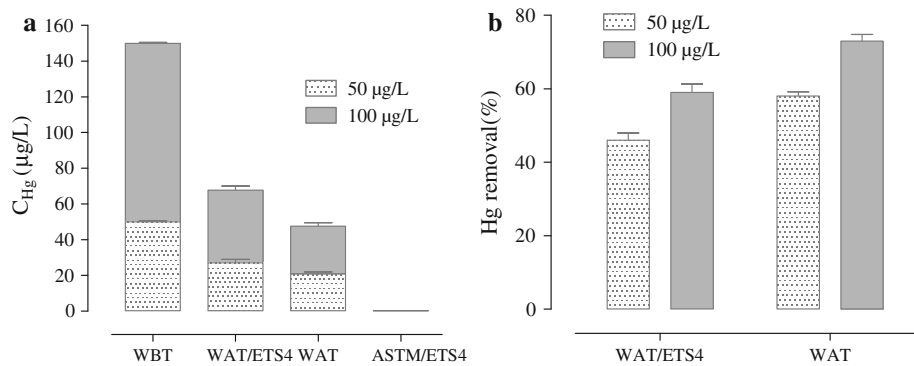 a
C_Hg (µg/L)
160
140
120
100
80
60
40
20
0
50 µg/L
100 µg/L
WBT
WAT/ETS4
WAT
ASTM/ETS4
b
Hg removal(%)
80
60
40
20
0
50 µg/L
100 µg/L
WAT/ETS4
WAT